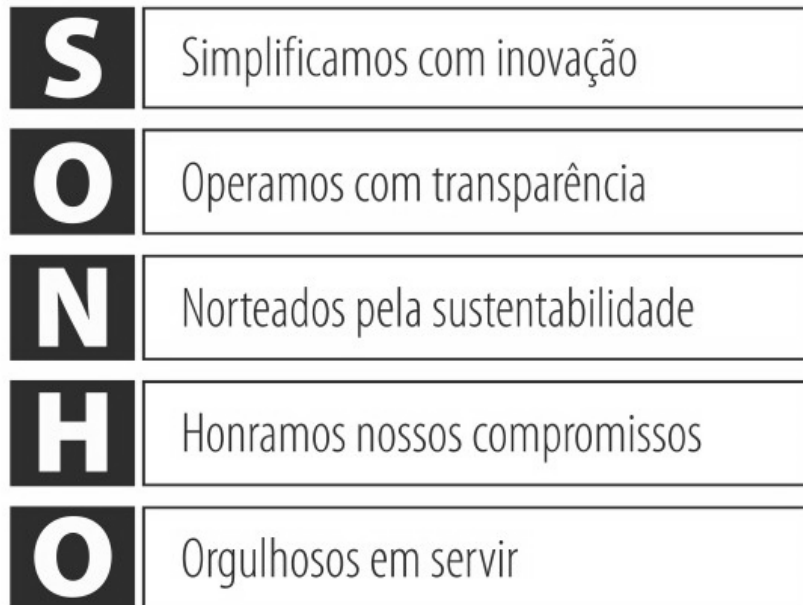 S Simplificamos com inovação
O Operamos com transparência
N Norteados pela sustentabilidade
H Honramos nossos compromissos
O Orgulhosos em servir